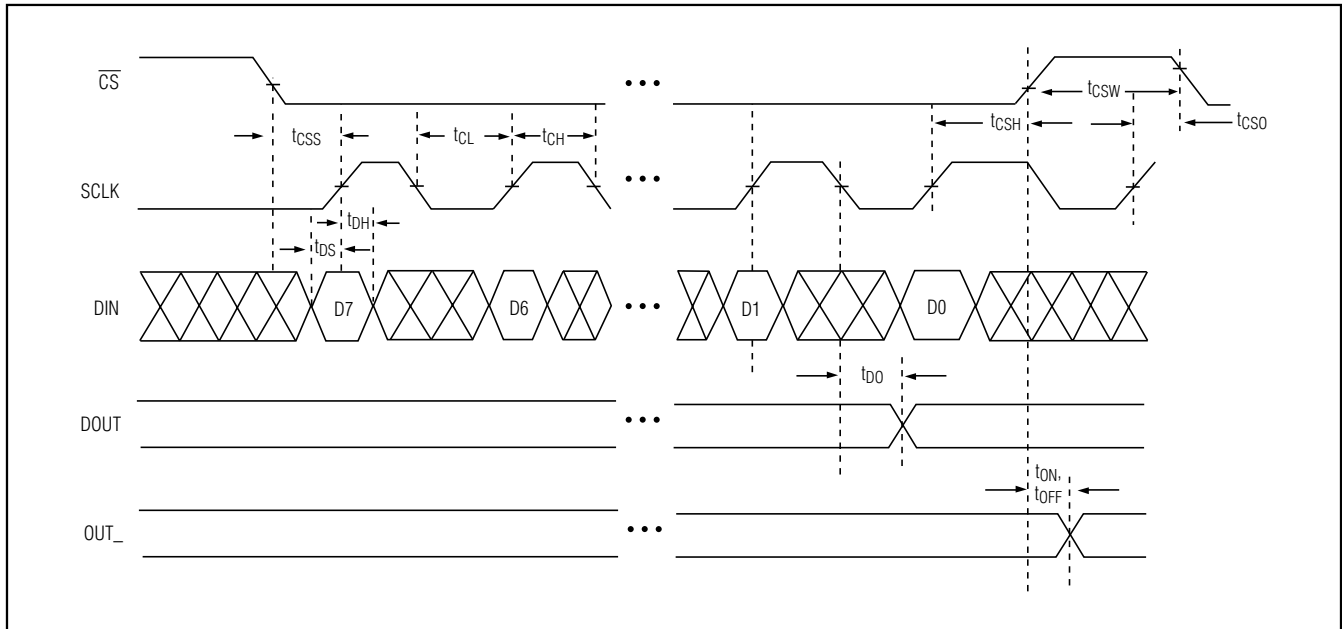 CS
• • •
tCSW
tCSS
tCL
tCH
tCSH
tCSO
SCLK
• • •
tDH
tDS
DIN
D7
D6
• • •
D1
D0
tDO
DOUT
• • •
tON,
tOFF
OUT_
• • •